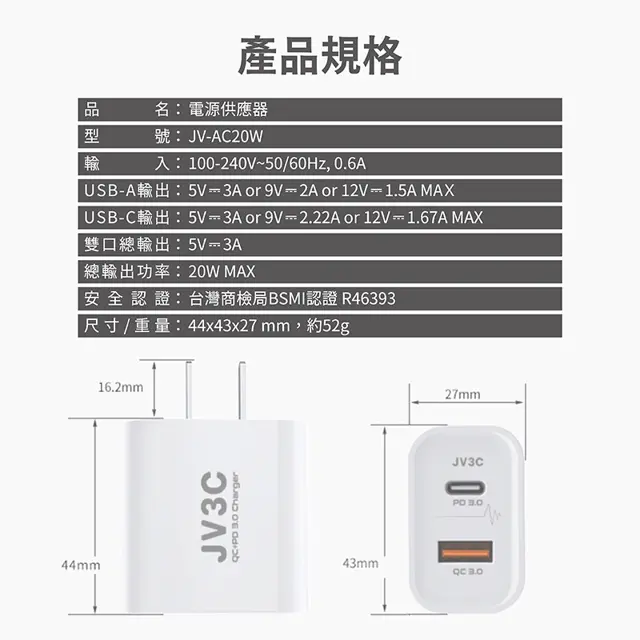 產品規格
品名：電源供應器
型號：JV-AC20W
輸入：100-240V~50/60Hz, 0.6A
USB-A輸出：5V⎓3A or 9V⎓2A or 12V⎓1.5A MAX
USB-C輸出：5V⎓3A or 9V⎓2.22A or 12V⎓1.67A MAX
雙口總輸出：5V⎓3A
總輸出功率：20W MAX
安全認證：台灣商檢局BSMI認證 R46393
尺寸/重量：44x43x27 mm，約52g
16.2mm
44mm
JV3C
QC+PD 3.0 Charger
27mm
43mm
JV3C
PD 3.0
QC 3.0